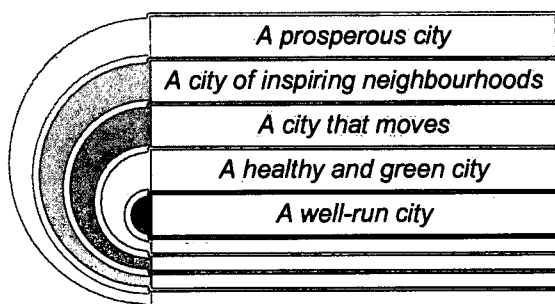 A prosperous city
A city of inspiring neighbourhoods
A city that moves
A healthy and green city
A well-run city